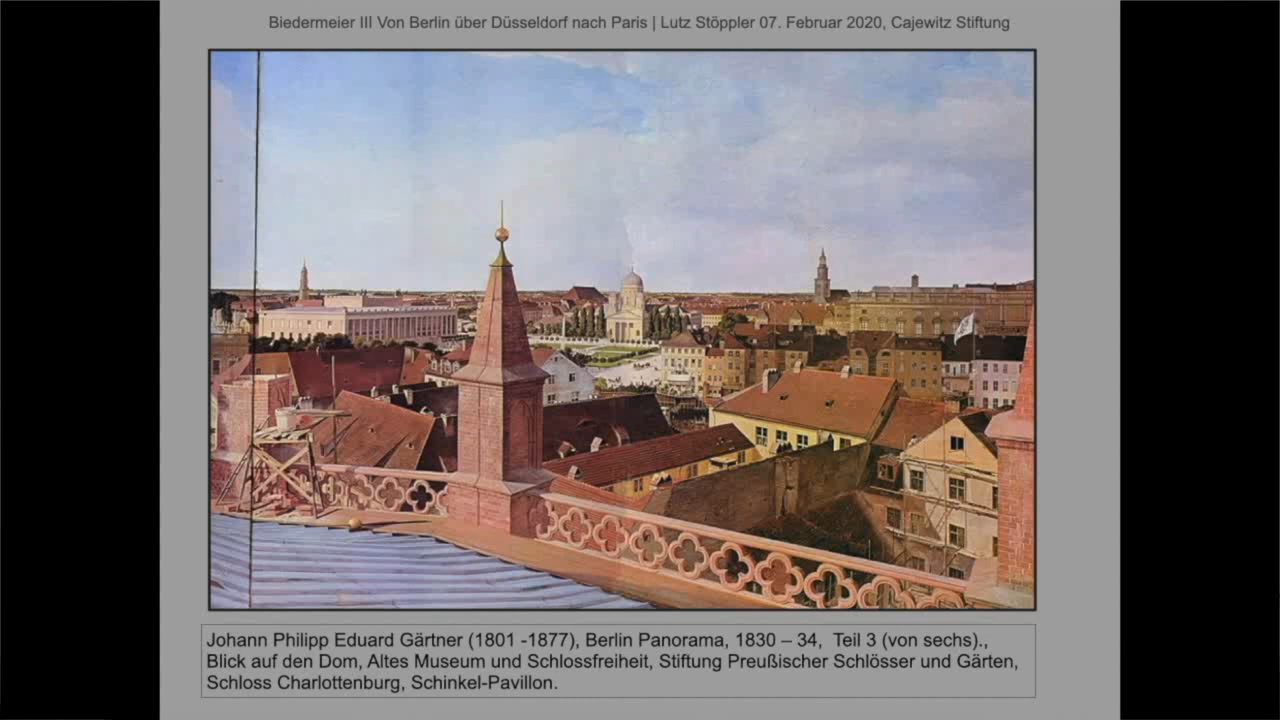 Biedermeier III Von Berlin über Düsseldorf nach Paris | Lutz Stöppler 07. Februar 2020, Cajewitz Stiftung
Johann Philipp Eduard Gärtner (1801 -1877), Berlin Panorama, 1830 – 34,  Teil 3 (von sechs).,
Blick auf den Dom, Altes Museum und Schlossfreiheit, Stiftung Preußischer Schlösser und Gärten,
Schloss Charlottenburg, Schinkel-Pavillon.